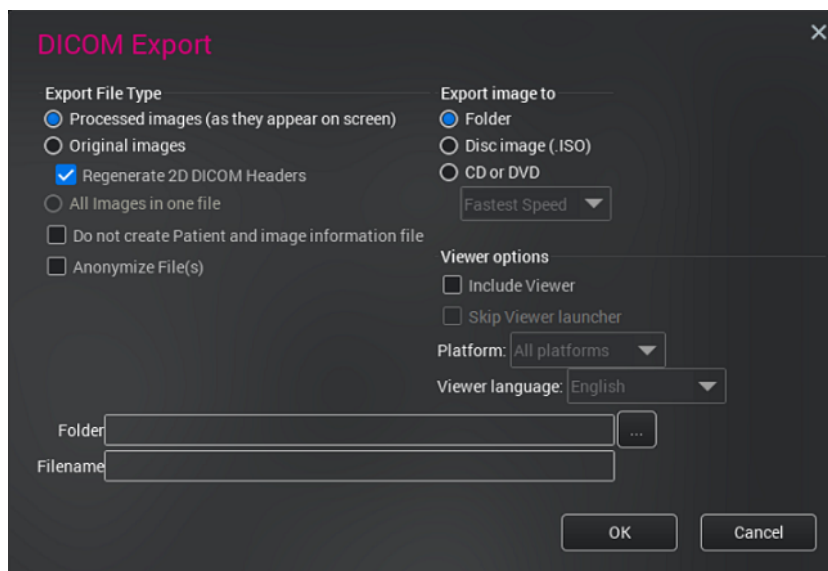 DICOM Export
Export File Type
Processed images (as they appear on screen)
Original images
Regenerate 2D DICOM Headers
All Images in one file
Do not create Patient and image information file
Anonymize File(s)
Export image to
Folder
Disc image (.ISO)
CD or DVD
Fastest Speed
Viewer options
Include Viewer
Skip Viewer launcher
Platform: All platforms
Viewer language: English
Folder ...
Filename
OK Cancel